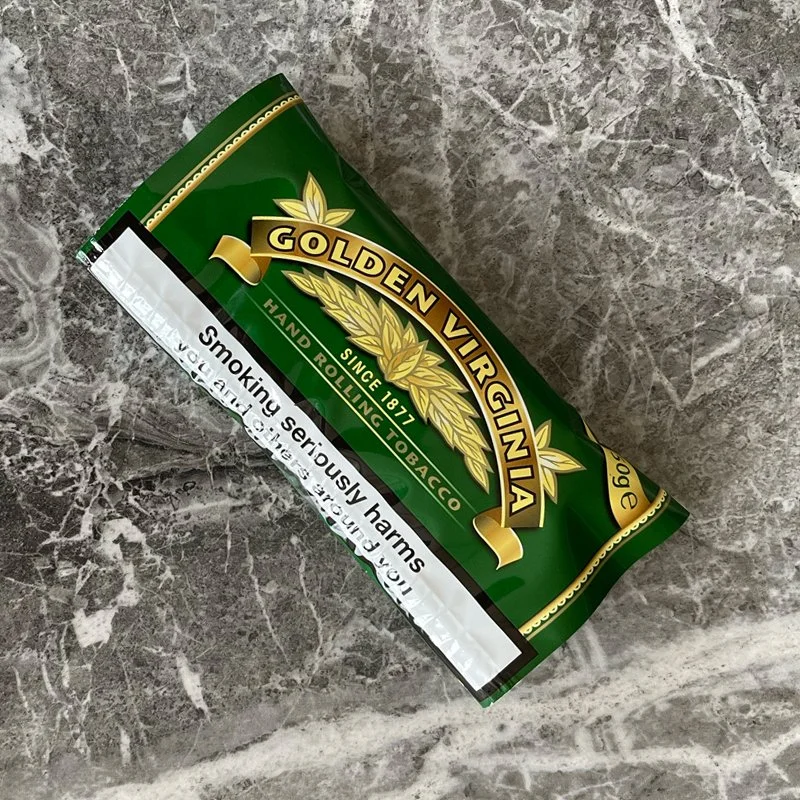 GOLDEN VIRGINIA
SINCE 1877
HAND ROLLING TOBACCO
Smoking seriously harms
you and others around you